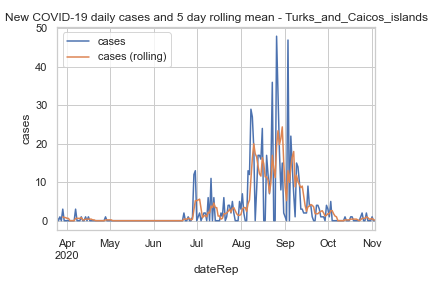 New COVID-19 daily cases and 5 day rolling mean - Turks_and_Caicos_islands
50
40
30
20
10
0
cases
cases (rolling)
cases
Apr
2020
May
Jun
Jul
Aug
Sep
Oct
Nov
dateRep